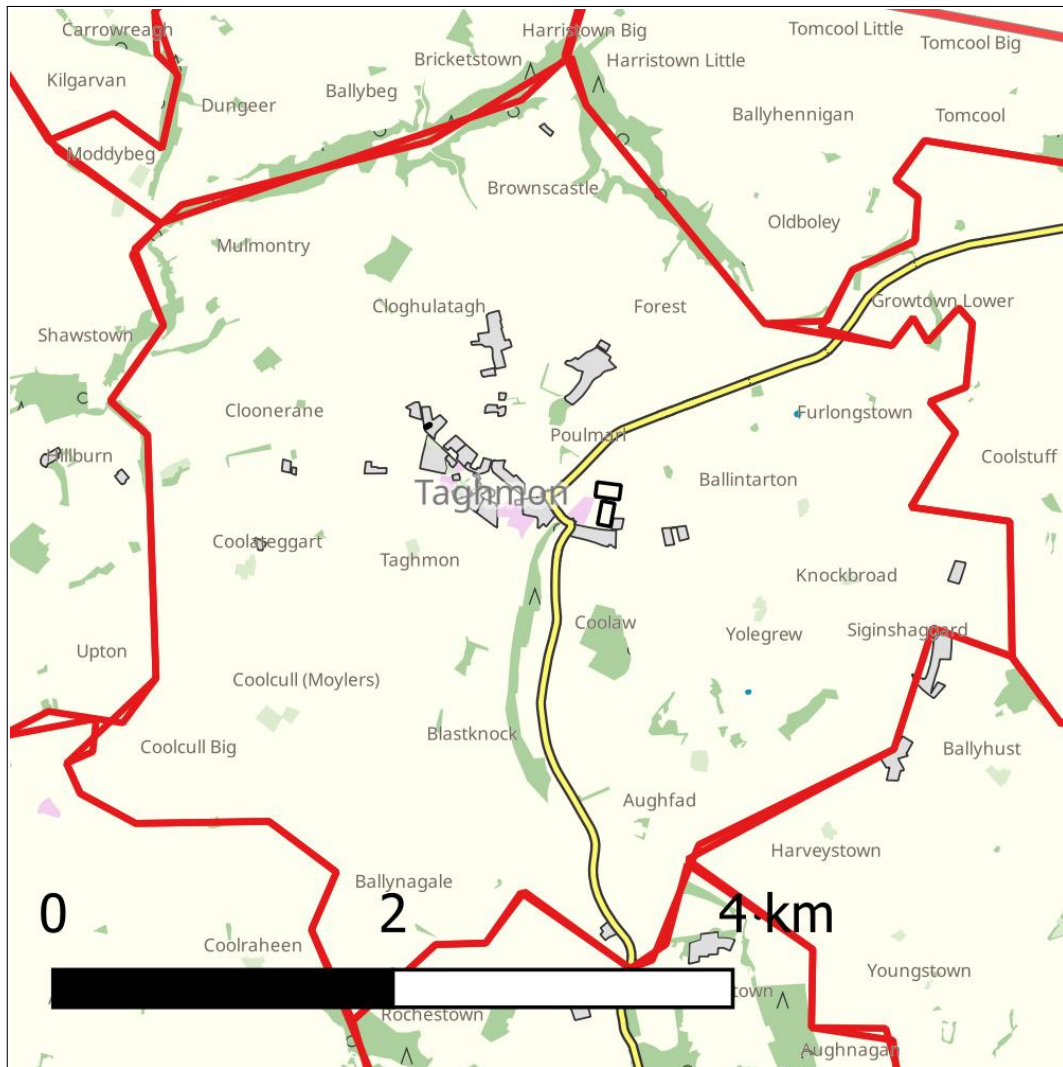 Carrowreagh
Harristown Big
Tomcool Little
Tomcool Big
Bricketstown
Harristown Little
Kilgarvan
Ballybeg
Dungeer
Ballyhennigan
Tomcool
Moddybeg
Brownscastle
Oldboley
Mulmontry
Cloghulatagh
Forest
Growtown Lower
Shawstown
Cloonerane
Furlongstown
Poulmarl
Hillburn
Coolstuff
Ballintarton
Taghmon
Coolateggart
Taghmon
Knockbroad
Coolaw
Yolegrew
Siginshaggard
Upton
Coolcull (Moylers)
Blastknock
Coolcull Big
Ballyhust
Aughfad
Harveystown
Ballynagale
0 2 4 km
Coolraheen
Youngstown
town
Rochestown
Aughnagan